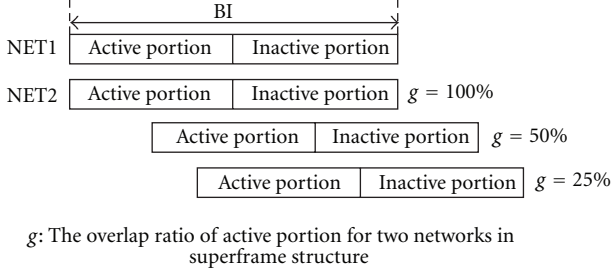 BI
NET1 Active portion Inactive portion
NET2 Active portion Inactive portion g = 100%
Active portion Inactive portion g = 50%
Active portion Inactive portion g = 25%
g: The overlap ratio of active portion for two networks in
superframe structure